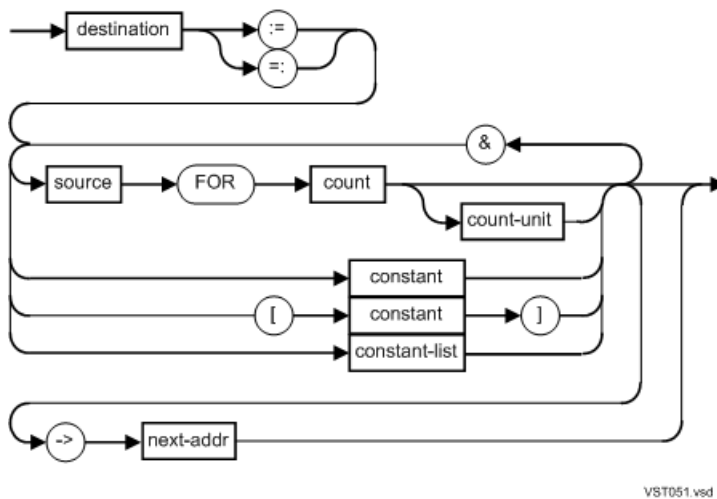 destination :=
=:
&
source FOR count
count-unit
constant
[ constant ]
constant-list
-> next-addr
VST051.vsd